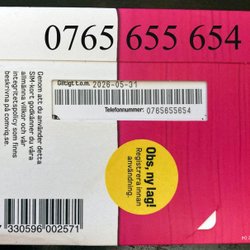 0765 655 654
Giltigt t.o.m. 2026-05-31
Telefonnummer: 0765655654
Genom att du använder detta
SIM-kort godkänner du våra
allmänna villkor och vår
integritetspolicy som finns
beskrivna på comviq.se.
Obs, ny lag!
Registrera innan
användning.
7 330596 002571